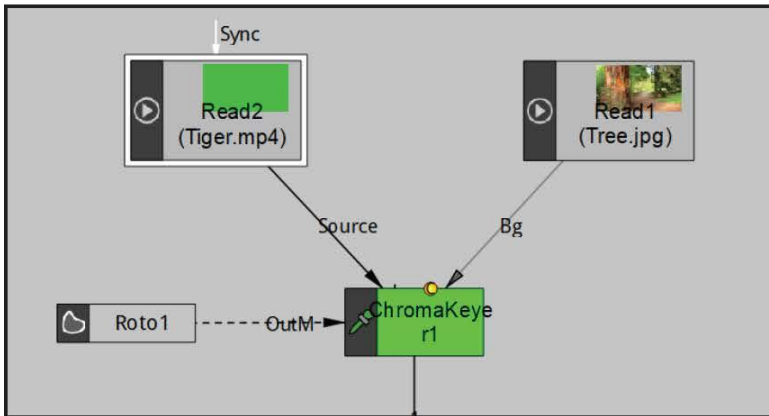 Sync
Read2
(Tiger.mp4)
Read1
(Tree.jpg)
Source
Bg
Roto1
OutM
ChromaKeye
r1